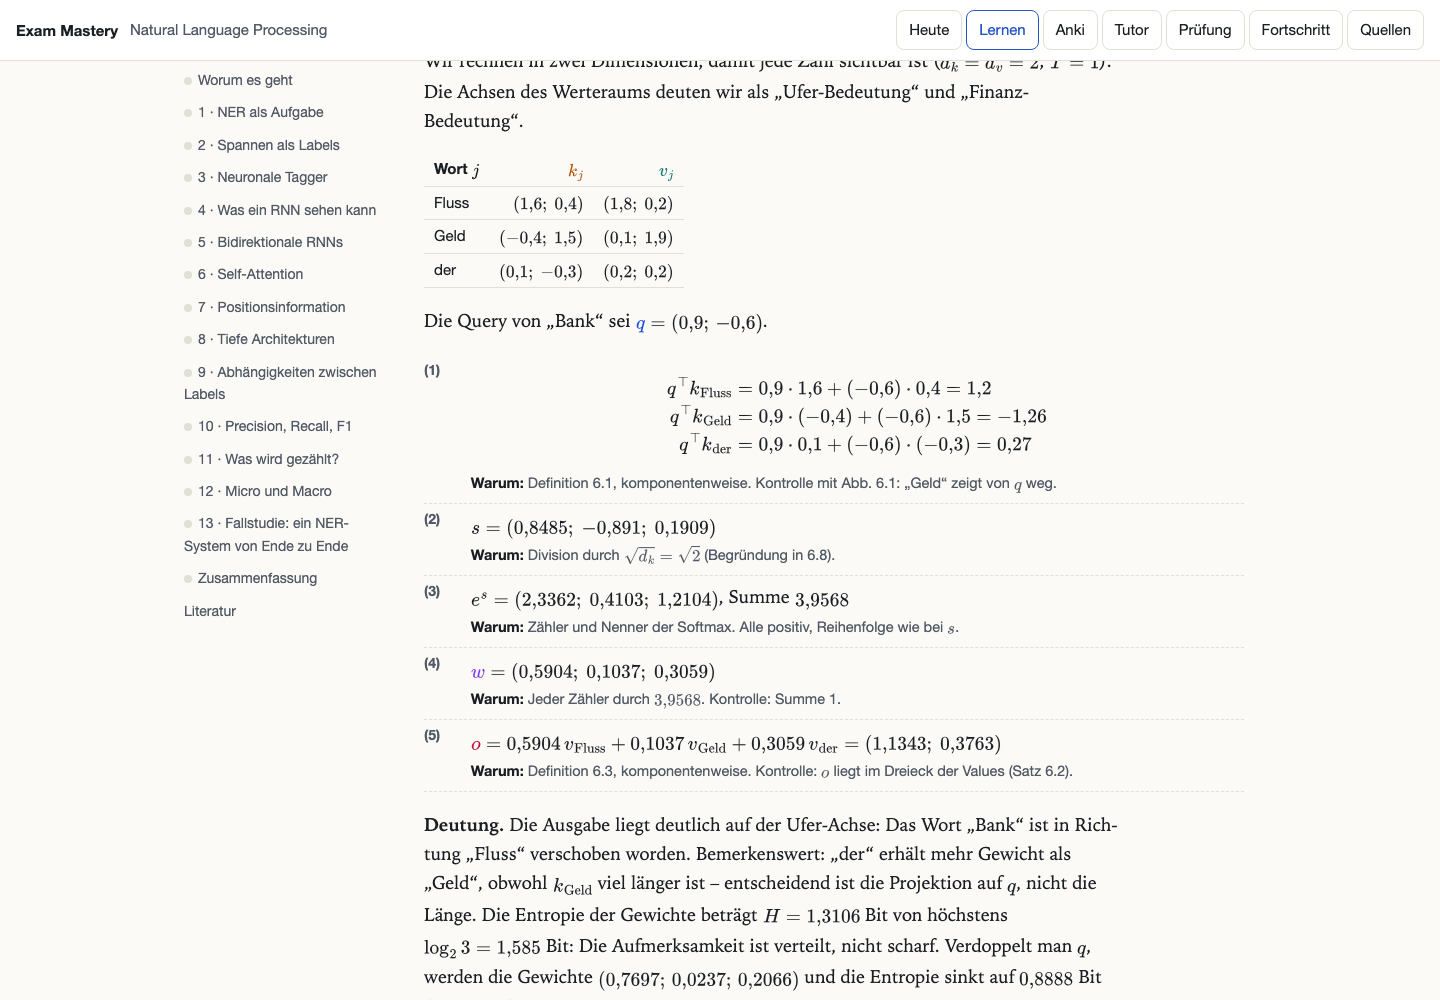 Exam Mastery Natural Language Processing
Heute Lernen Anki Tutor Prüfung Fortschritt Quellen
Worum es geht
1 · NER als Aufgabe
2 · Spannen als Labels
3 · Neuronale Tagger
4 · Was ein RNN sehen kann
5 · Bidirektionale RNNs
6 · Self-Attention
7 · Positionsinformation
8 · Tiefe Architekturen
9 · Abhängigkeiten zwischen
Labels
10 · Precision, Recall, F1
11 · Was wird gezählt?
12 · Micro und Macro
13 · Fallstudie: ein NER-
System von Ende zu Ende
Zusammenfassung
Literatur
Wir rechnen in zwei Dimensionen, damit jede Zahl sichtbar ist (d_k = d_v = 2, T = 1).
Die Achsen des Werteraums deuten wir als „Ufer-Bedeutung“ und „Finanz-
Bedeutung“.
Wort j k_j v_j
Fluss (1,6; 0,4) (1,8; 0,2)
Geld (−0,4; 1,5) (0,1; 1,9)
der (0,1; −0,3) (0,2; 0,2)
Die Query von „Bank“ sei q = (0,9; −0,6).
(1)
q⊤k_Fluss = 0,9 · 1,6 + (−0,6) · 0,4 = 1,2
q⊤k_Geld = 0,9 · (−0,4) + (−0,6) · 1,5 = −1,26
q⊤k_der = 0,9 · 0,1 + (−0,6) · (−0,3) = 0,27
Warum: Definition 6.1, komponentenweise. Kontrolle mit Abb. 6.1: „Geld“ zeigt von q weg.
(2) s = (0,8485; −0,891; 0,1909)
Warum: Division durch √d_k = √2 (Begründung in 6.8).
(3) e^s = (2,3362; 0,4103; 1,2104), Summe 3,9568
Warum: Zähler und Nenner der Softmax. Alle positiv, Reihenfolge wie bei s.
(4) w = (0,5904; 0,1037; 0,3059)
Warum: Jeder Zähler durch 3,9568. Kontrolle: Summe 1.
(5) o = 0,5904 v_Fluss + 0,1037 v_Geld + 0,3059 v_der = (1,1343; 0,3763)
Warum: Definition 6.3, komponentenweise. Kontrolle: o liegt im Dreieck der Values (Satz 6.2).
Deutung. Die Ausgabe liegt deutlich auf der Ufer-Achse: Das Wort „Bank“ ist in Rich-
tung „Fluss“ verschoben worden. Bemerkenswert: „der“ erhält mehr Gewicht als
„Geld“, obwohl k_Geld viel länger ist – entscheidend ist die Projektion auf q, nicht die
Länge. Die Entropie der Gewichte beträgt H = 1,3106 Bit von höchstens
log₂ 3 = 1,585 Bit: Die Aufmerksamkeit ist verteilt, nicht scharf. Verdoppelt man q,
werden die Gewichte (0,7697; 0,0237; 0,2066) und die Entropie sinkt auf 0,8888 Bit